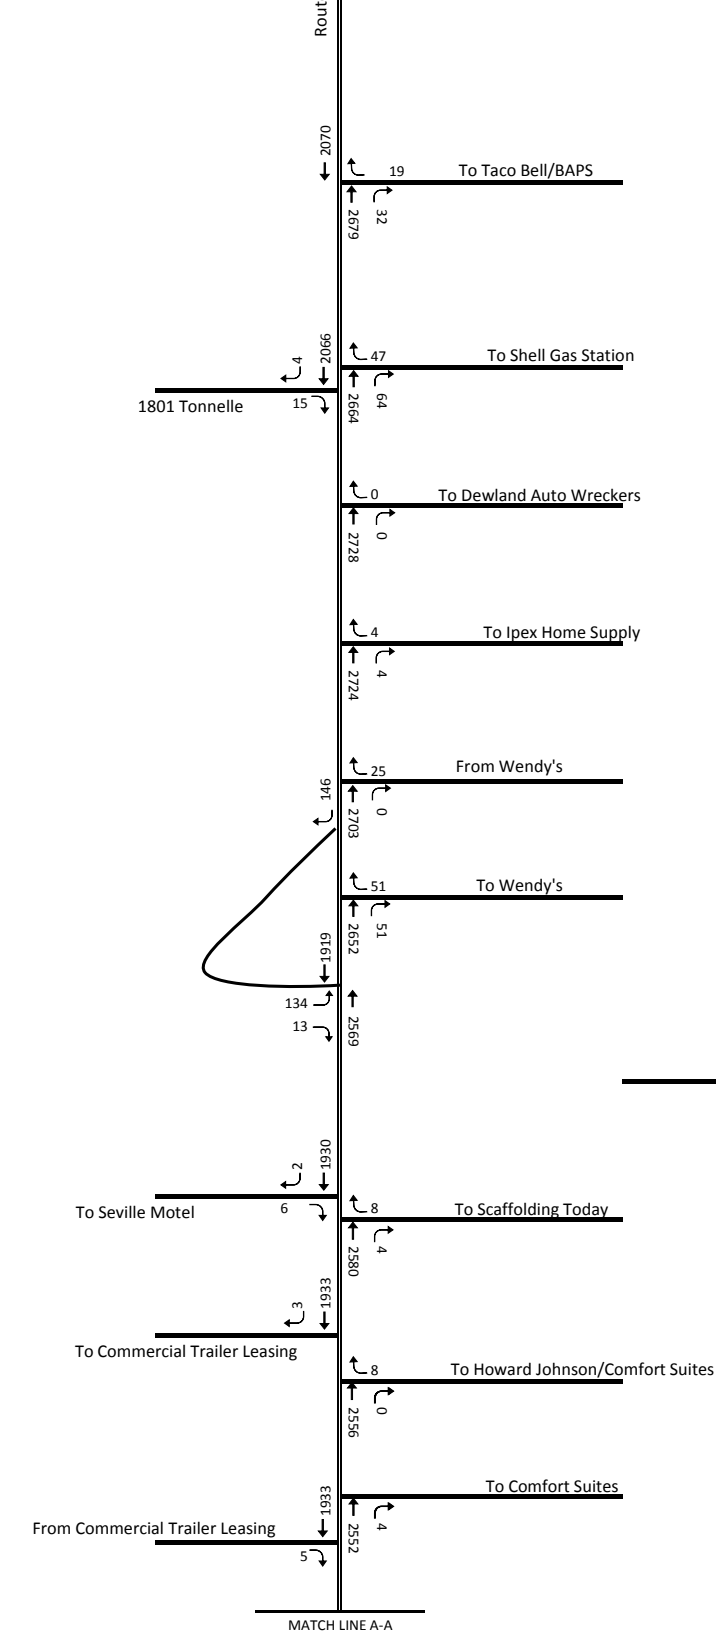 Rout
2070
19
To Taco Bell/BAPS
2679
32
4
2066
47
To Shell Gas Station
1801 Tonnelle
15
2664
64
0
To Dewland Auto Wreckers
2728
0
4
To Ipex Home Supply
2724
4
146
25
From Wendy's
2703
0
51
To Wendy's
1919
2652
51
134
13
2569
2
1930
To Seville Motel
6
8
To Scaffolding Today
2580
4
3
1933
To Commercial Trailer Leasing
8
To Howard Johnson/Comfort Suites
2556
0
1933
To Comfort Suites
From Commercial Trailer Leasing
2552
4
5
MATCH LINE A-A